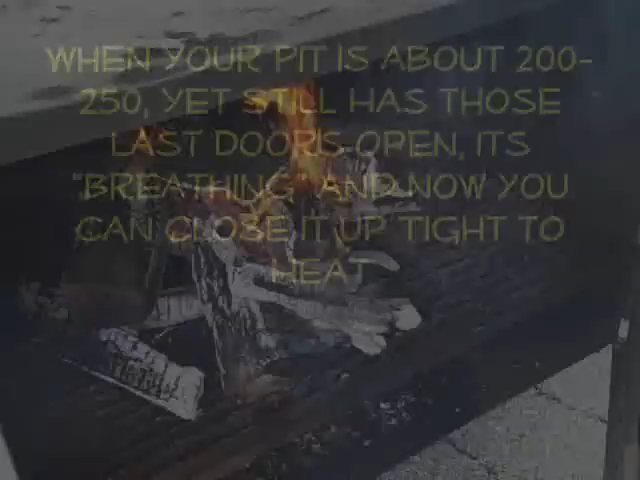 WHEN YOUR PIT IS ABOUT 200-
250, YET STILL HAS THOSE
LAST DOORS OPEN, ITS
"BREATHING" AND NOW YOU
CAN CLOSE IT UP TIGHT TO
HEAT